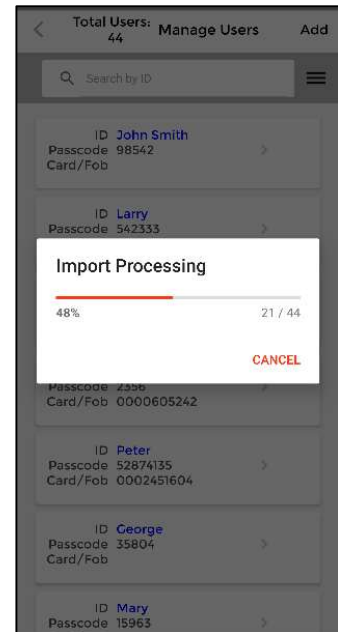 Total Users: 44
Manage Users
Add
Search by ID
ID John Smith
Passcode 98542
Card/Fob
ID Larry
Passcode 542333
Import Processing
48% 21 / 44
CANCEL
Passcode 2356
Card/Fob 0000605242
ID Peter
Passcode 52874135
Card/Fob 0002451604
ID George
Passcode 35804
Card/Fob
ID Mary
Passcode 15963